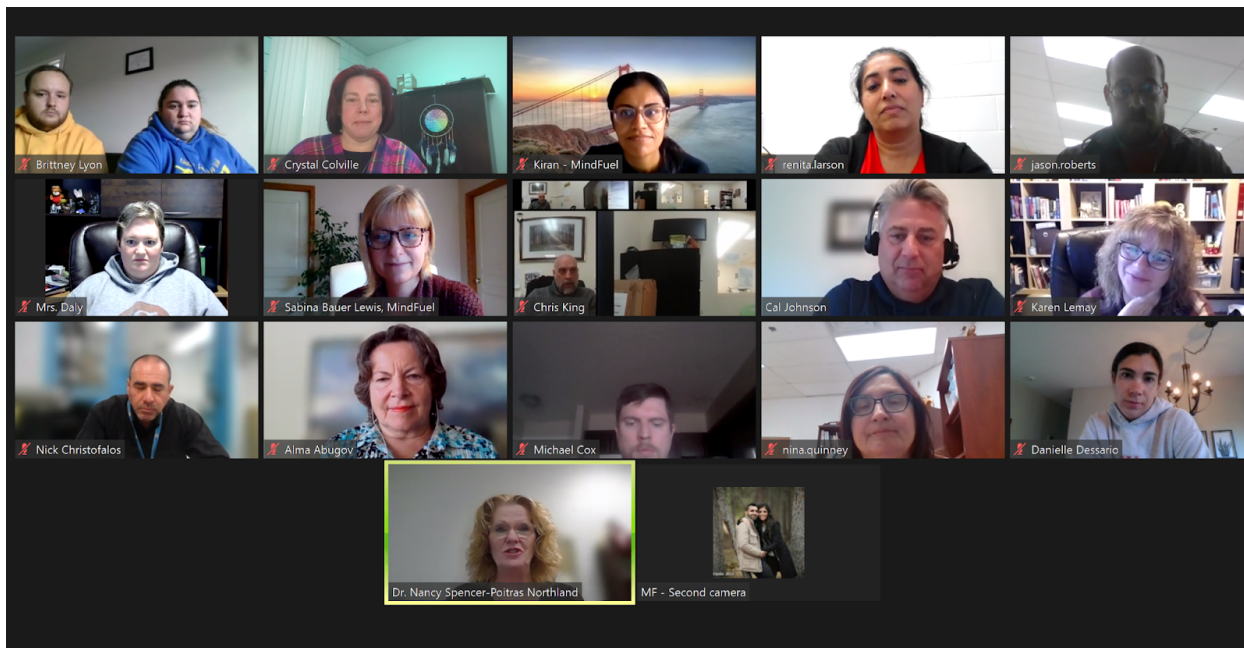 Brittney Lyon
Crystal Colville
Kiran - MindFuel
renita.larson
jason.roberts
Mrs. Daly
Sabina Bauer Lewis, MindFuel
Chris King
Cal Johnson
Karen Lemay
Nick Christofalos
Alma Abugov
Michael Cox
nina.quinney
Danielle Dessario
Dr. Nancy Spencer-Poitras Northland
MF - Second camera